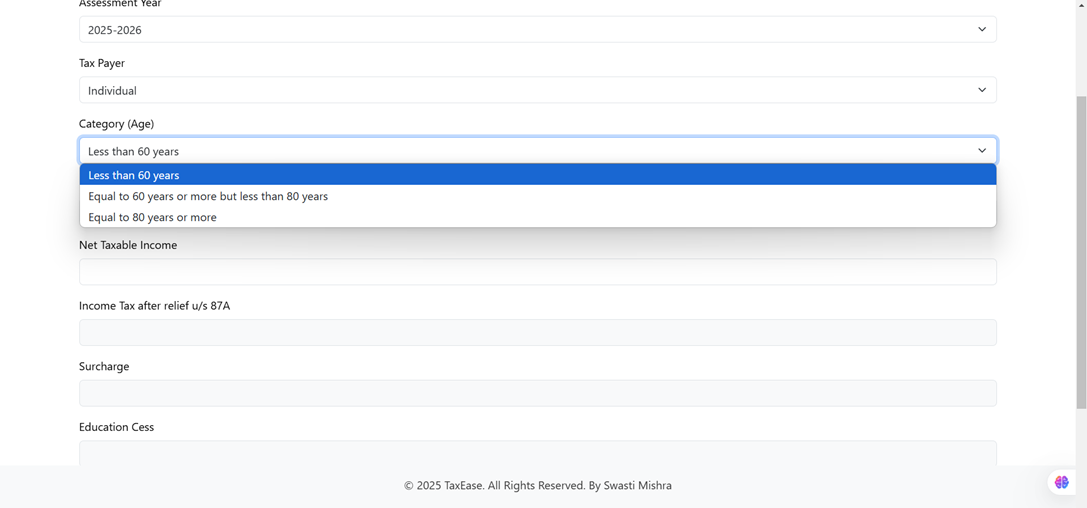 Assessment Year
2025-2026
Tax Payer
Individual
Category (Age)
Less than 60 years
Less than 60 years
Equal to 60 years or more but less than 80 years
Equal to 80 years or more
Net Taxable Income
Income Tax after relief u/s 87A
Surcharge
Education Cess
© 2025 TaxEase. All Rights Reserved. By Swasti Mishra